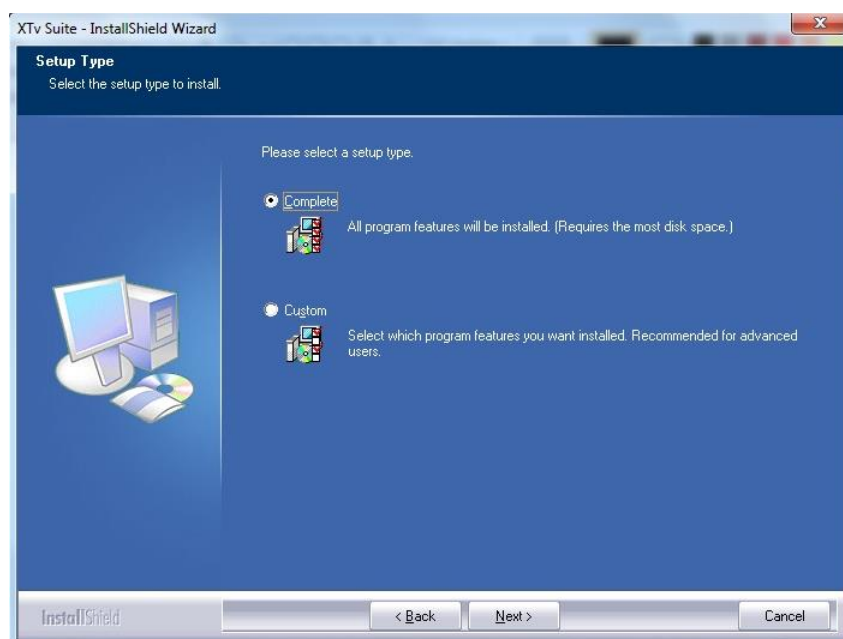 XTv Suite - InstallShield Wizard
Setup Type
Select the setup type to install.
Please select a setup type.
Complete
All program features will be installed. (Requires the most disk space.)
Custom
Select which program features you want installed. Recommended for advanced
users.
InstallShield
< Back
Next >
Cancel